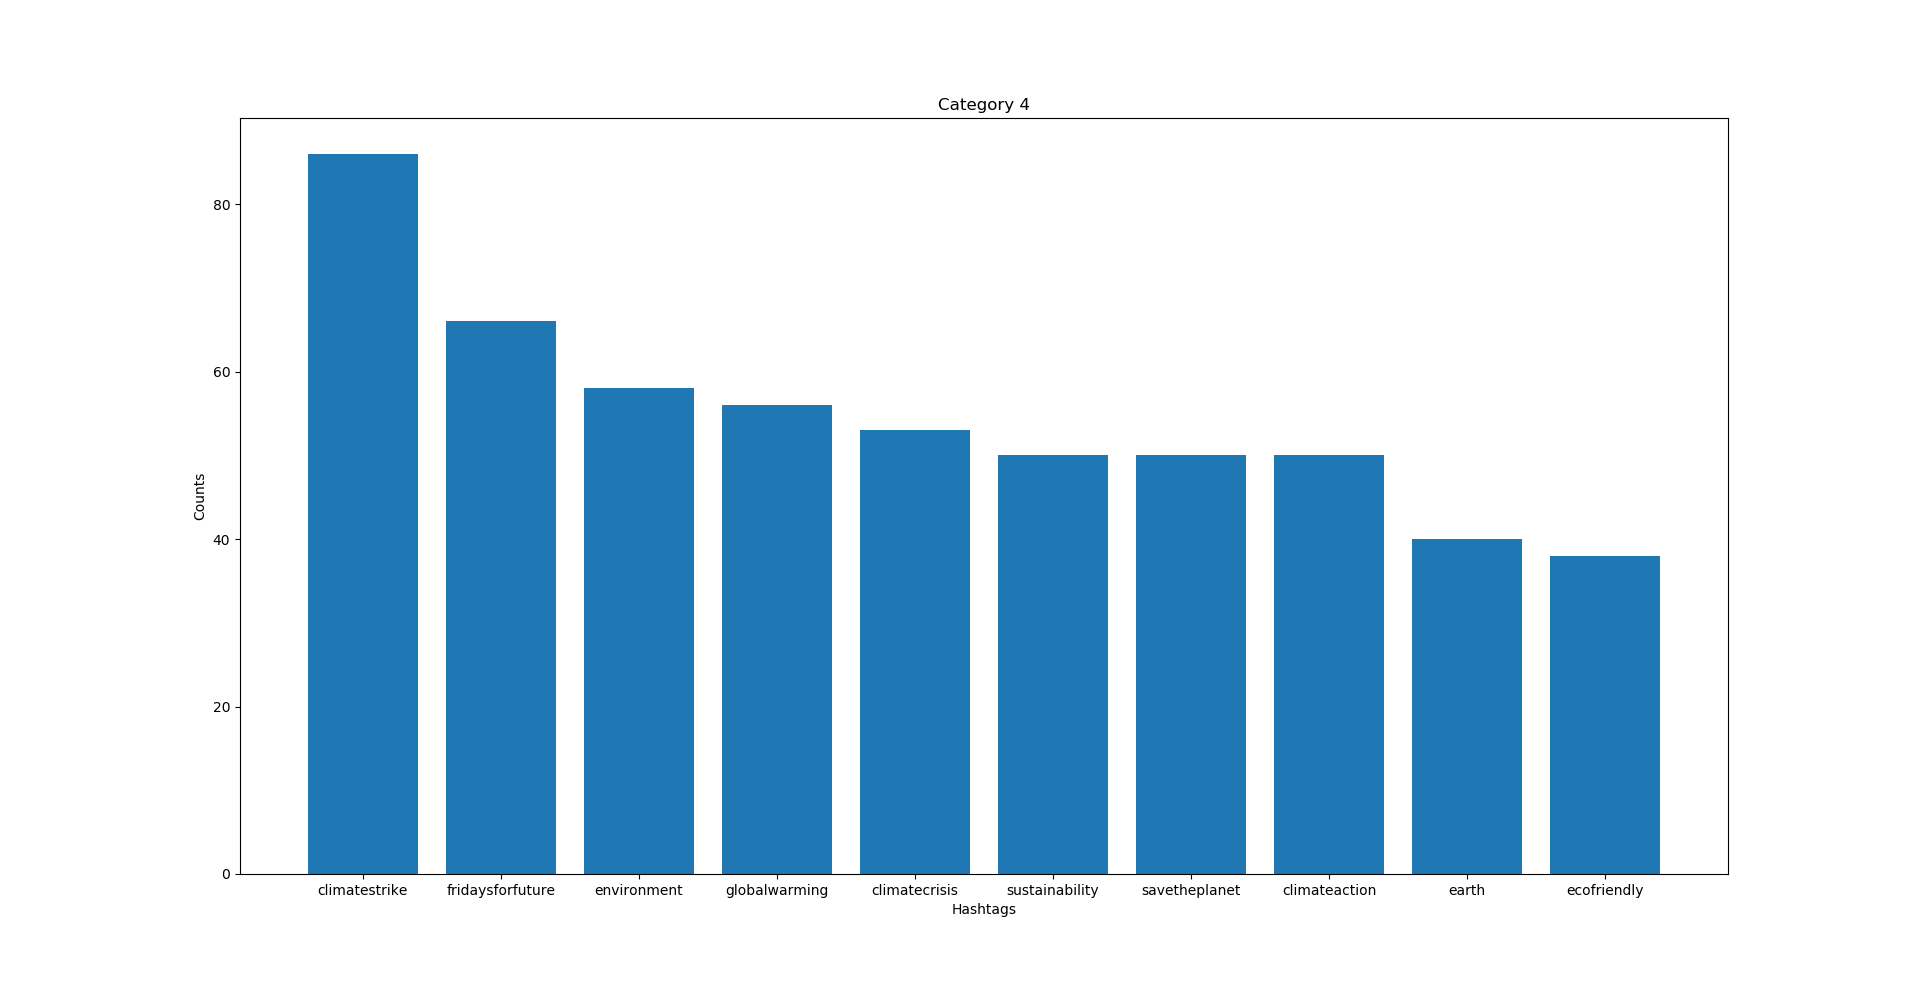 Category 4
80
60
40
20
0
Counts
climatestrike fridaysforfuture environment globalwarming climatecrisis sustainability savetheplanet climateaction earth ecofriendly
Hashtags